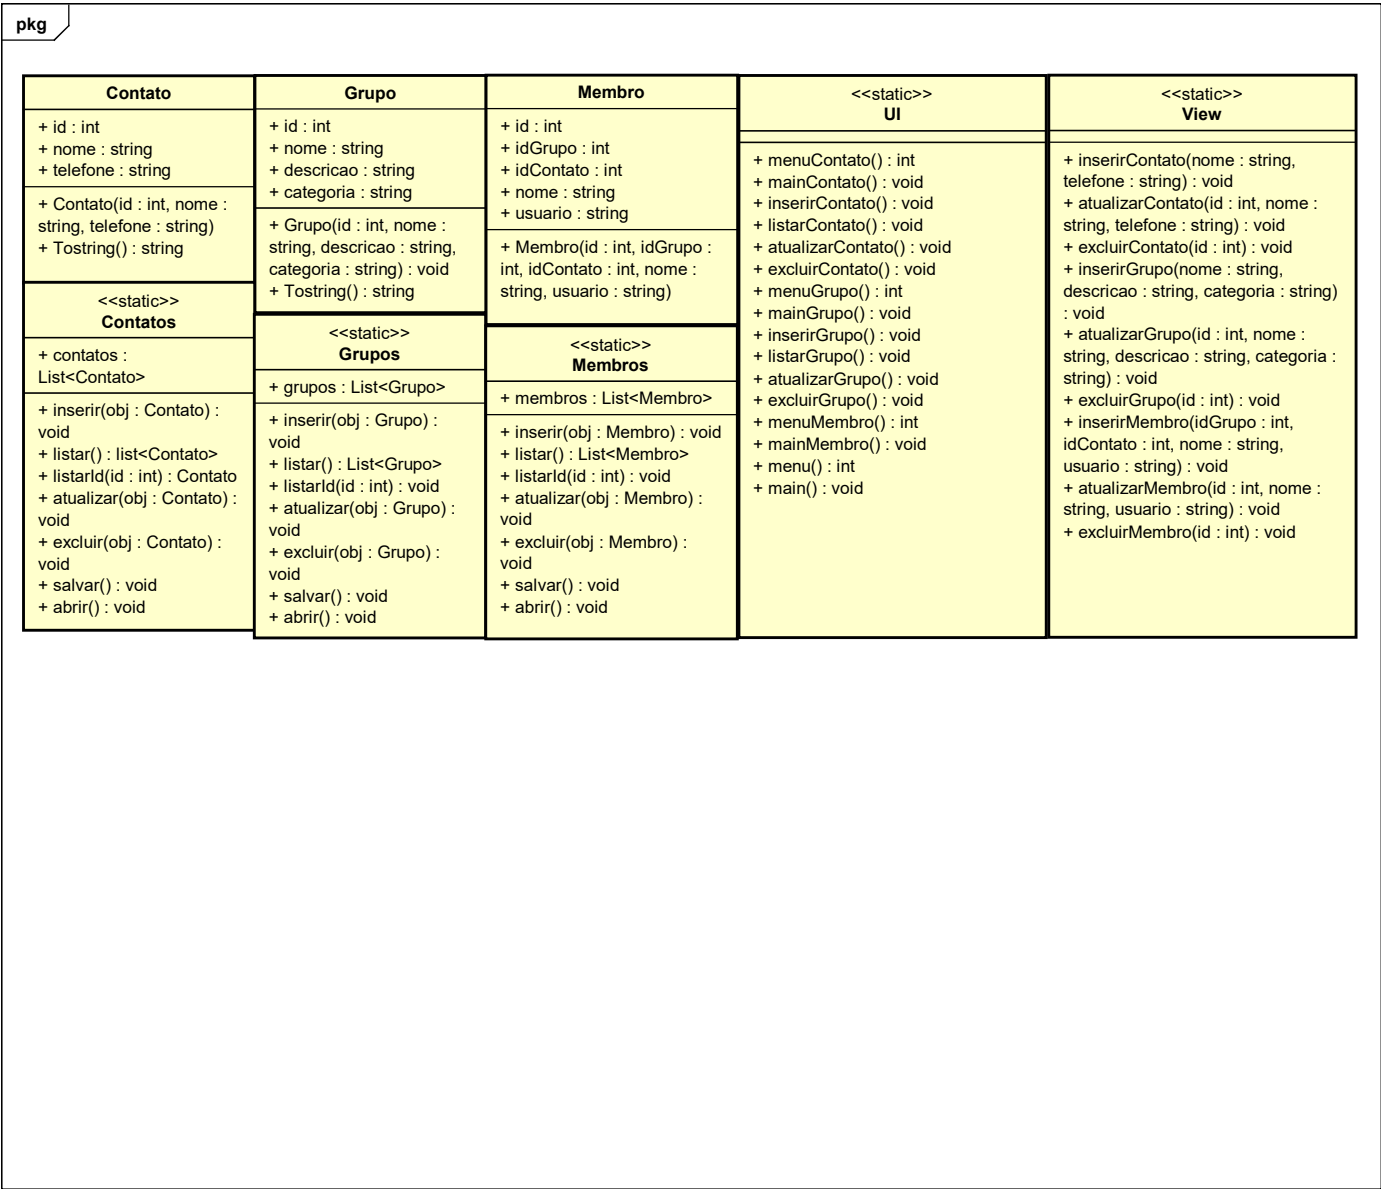 pkg
Contato
+ id : int
+ nome : string
+ telefone : string
+ Contato(id : int, nome :
string, telefone : string)
+ Tostring() : string
<<static>>
Contatos
+ contatos :
List<Contato>
+ inserir(obj : Contato) :
void
+ listar() : list<Contato>
+ listarId(id : int) : Contato
+ atualizar(obj : Contato) :
void
+ excluir(obj : Contato) :
void
+ salvar() : void
+ abrir() : void
Grupo
+ id : int
+ nome : string
+ descricao : string
+ categoria : string
+ Grupo(id : int, nome :
string, descricao : string,
categoria : string) : void
+ Tostring() : string
<<static>>
Grupos
+ grupos : List<Grupo>
+ inserir(obj : Grupo) :
void
+ listar() : List<Grupo>
+ listarId(id : int) : void
+ atualizar(obj : Grupo) :
void
+ excluir(obj : Grupo) :
void
+ salvar() : void
+ abrir() : void
Membro
+ id : int
+ idGrupo : int
+ idContato : int
+ nome : string
+ usuario : string
+ Membro(id : int, idGrupo :
int, idContato : int, nome :
string, usuario : string)
<<static>>
Membros
+ membros : List<Membro>
+ inserir(obj : Membro) : void
+ listar() : List<Membro>
+ listarId(id : int) : void
+ atualizar(obj : Membro) :
void
+ excluir(obj : Membro) :
void
+ salvar() : void
+ abrir() : void
<<static>>
UI
+ menuContato() : int
+ mainContato() : void
+ inserirContato() : void
+ listarContato() : void
+ atualizarContato() : void
+ excluirContato() : void
+ menuGrupo() : int
+ mainGrupo() : void
+ inserirGrupo() : void
+ listarGrupo() : void
+ atualizarGrupo() : void
+ excluirGrupo() : void
+ menuMembro() : int
+ mainMembro() : void
+ menu() : int
+ main() : void
<<static>>
View
+ inserirContato(nome : string,
telefone : string) : void
+ atualizarContato(id : int, nome :
string, telefone : string) : void
+ excluirContato(id : int) : void
+ inserirGrupo(nome : string,
descricao : string, categoria : string)
: void
+ atualizarGrupo(id : int, nome :
string, descricao : string, categoria :
string) : void
+ excluirGrupo(id : int) : void
+ inserirMembro(idGrupo : int,
idContato : int, nome : string,
usuario : string) : void
+ atualizarMembro(id : int, nome :
string, usuario : string) : void
+ excluirMembro(id : int) : void